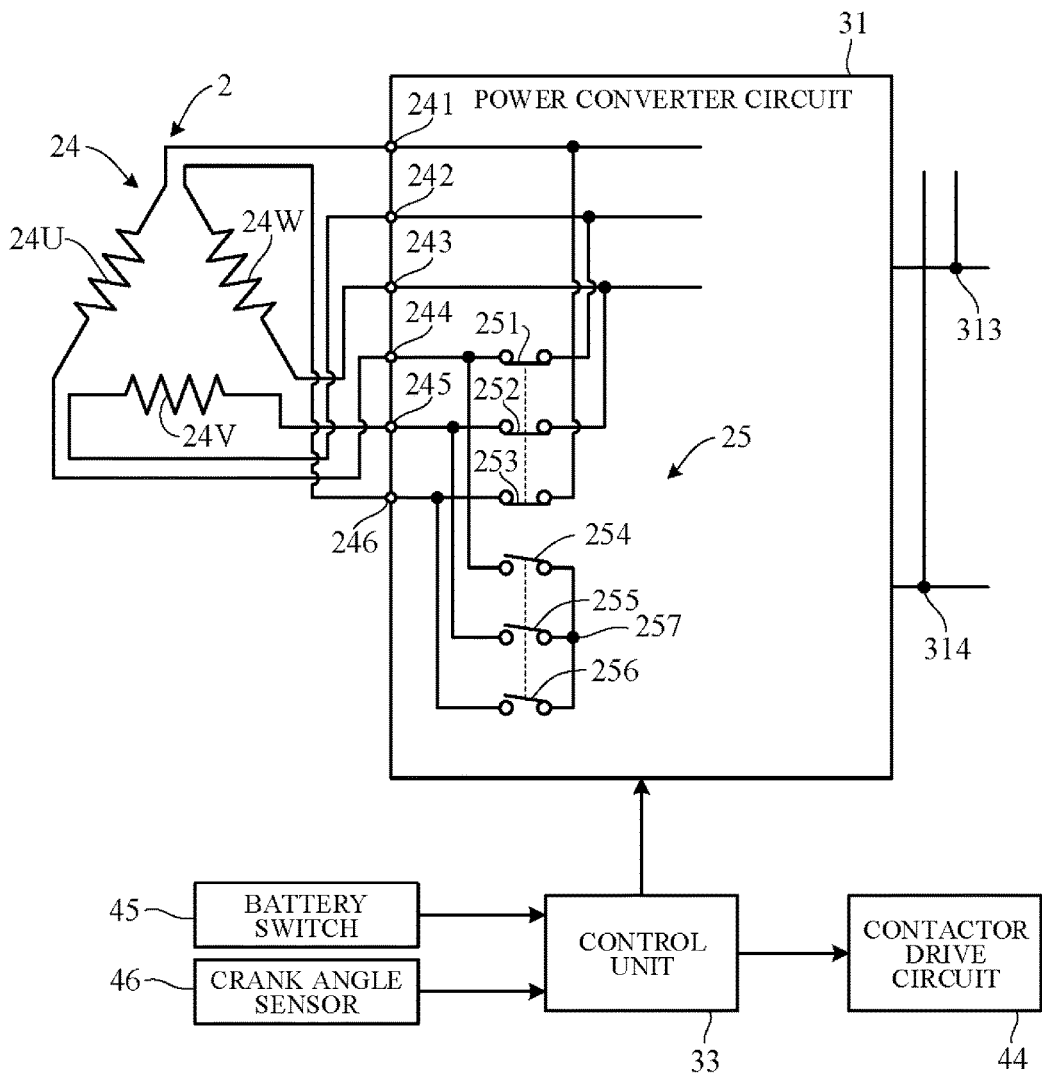 31
POWER CONVERTER CIRCUIT
2
241
24
242
24U
24W
243
244
251
313
245
252
24V
25
253
246
254
255
257
314
256
45
BATTERY
SWITCH
CONTROL
UNIT
CONTACTOR
DRIVE
CIRCUIT
46
CRANK ANGLE
SENSOR
33
44